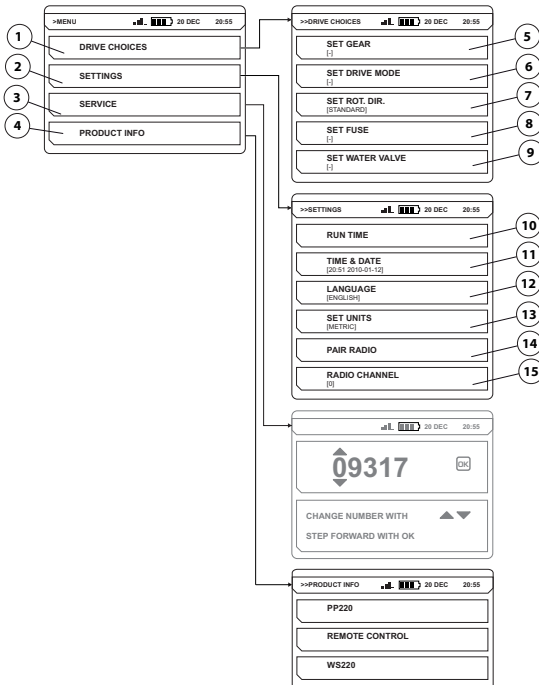 >MENU 20 DEC 20:55
1 DRIVE CHOICES
2 SETTINGS
3 SERVICE
4 PRODUCT INFO
>>DRIVE CHOICES 20 DEC 20:55
SET GEAR 5
[-]
SET DRIVE MODE 6
[-]
SET ROT. DIR. 7
[STANDARD]
SET FUSE 8
[-]
SET WATER VALVE 9
[-]
>>SETTINGS 20 DEC 20:55
RUN TIME 10
TIME & DATE 11
[20:51 2010-01-12]
LANGUAGE 12
[ENGLISH]
SET UNITS 13
[METRIC]
PAIR RADIO 14
RADIO CHANNEL 15
[0]
20 DEC 20:55
09317 OK
CHANGE NUMBER WITH
STEP FORWARD WITH OK
>>PRODUCT INFO 20 DEC 20:55
PP220
REMOTE CONTROL
WS220